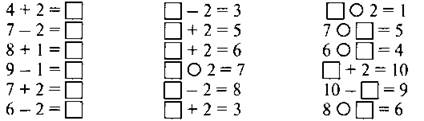 4 + 2 = □ □ − 2 = 3 □ ○ 2 = 1
7 − 2 = □ □ + 2 = 5 7 ○ □ = 5
8 + 1 = □ □ + 2 = 6 6 ○ □ = 4
9 − 1 = □ □ ○ 2 = 7 □ + 2 = 10
7 + 2 = □ □ − 2 = 8 10 − □ = 9
6 − 2 = □ □ + 2 = 3 8 ○ □ = 6